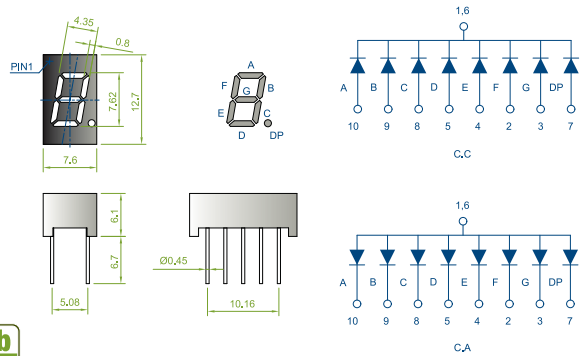 4.35
0.8
PIN1
7.62
12.7
7.6
A
F
B
G
E
C
D
DP
1,6
A B C D E F G DP
10 9 8 5 4 2 3 7
C.C
6.1
6.7
5.08
Ø0.45
10.16
1,6
A B C D E F G DP
10 9 8 5 4 2 3 7
C.A
b